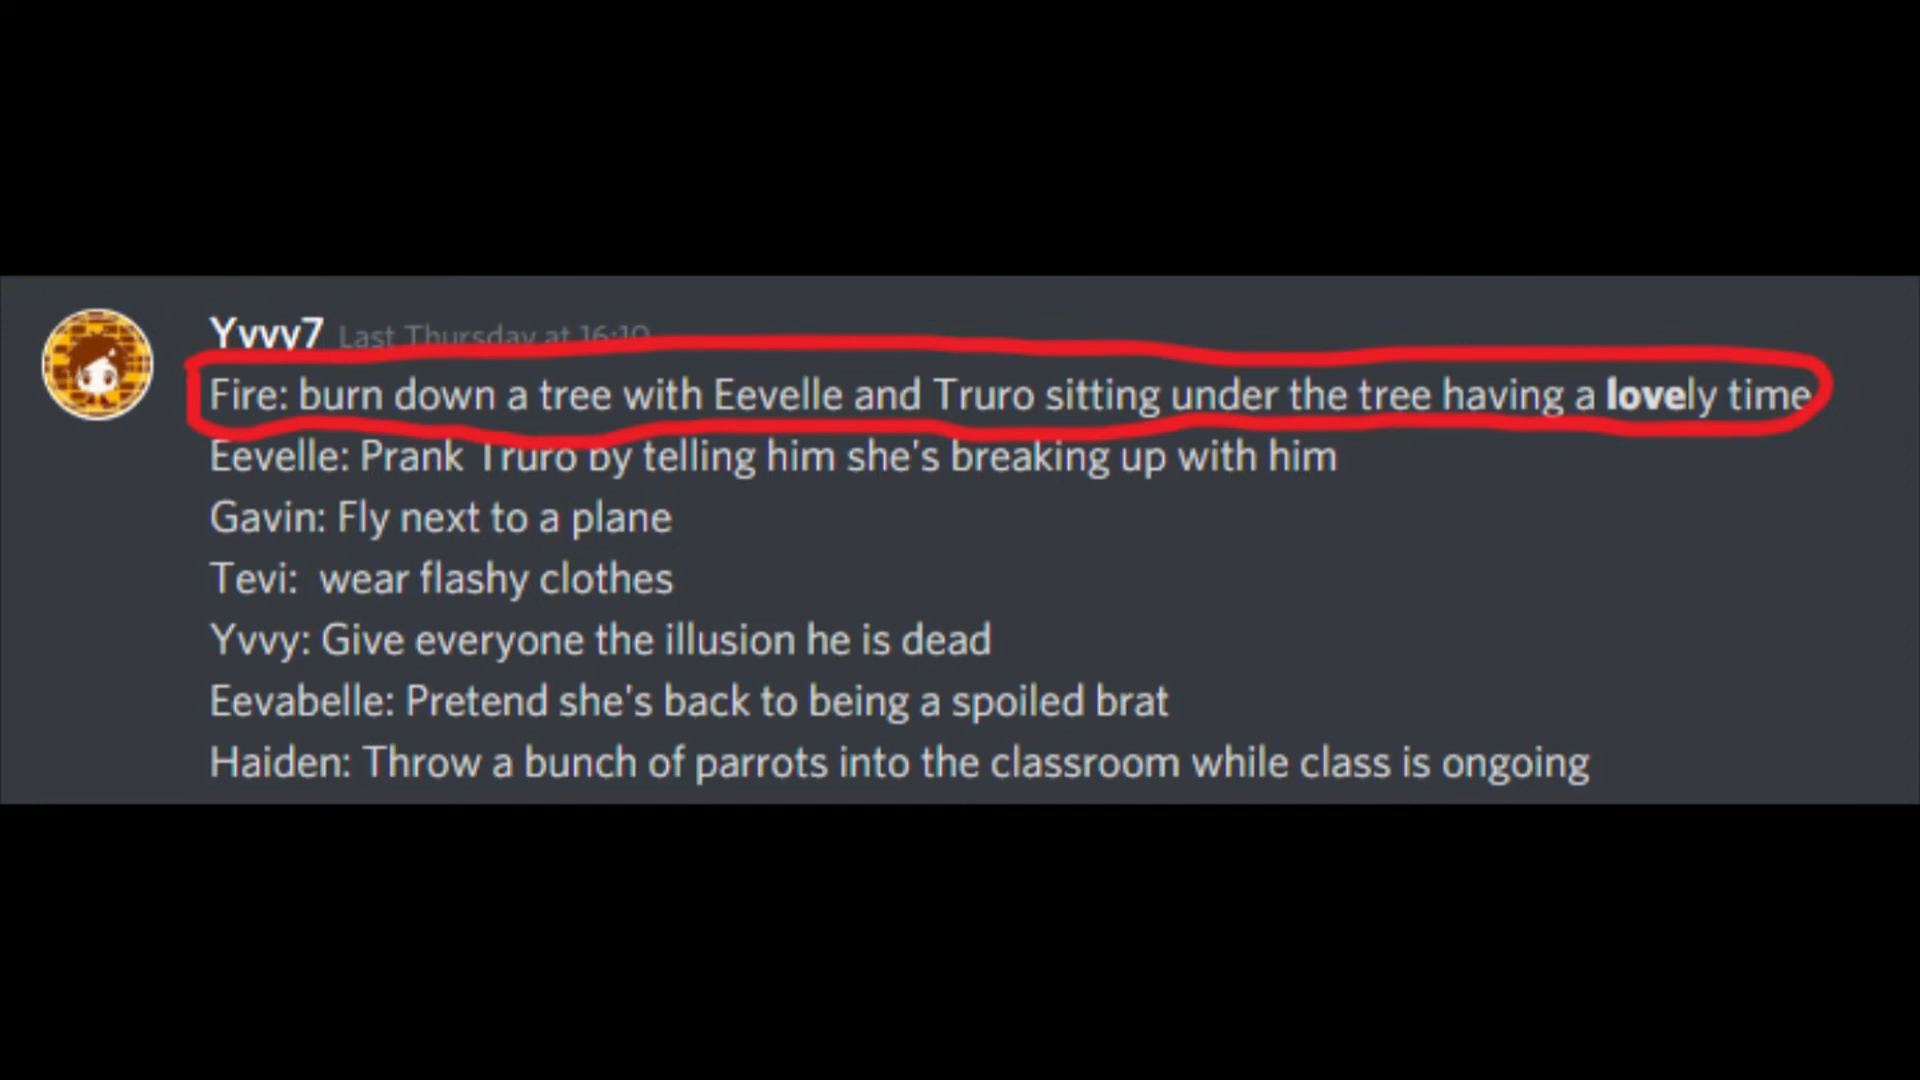 Yvvy7 Last Thursday at 16:10
Fire: burn down a tree with Eevelle and Truro sitting under the tree having a lovely time
Eevelle: Prank Truro by telling him she's breaking up with him
Gavin: Fly next to a plane
Tevi:  wear flashy clothes
Yvvy: Give everyone the illusion he is dead
Eevabelle: Pretend she's back to being a spoiled brat
Haiden: Throw a bunch of parrots into the classroom while class is ongoing